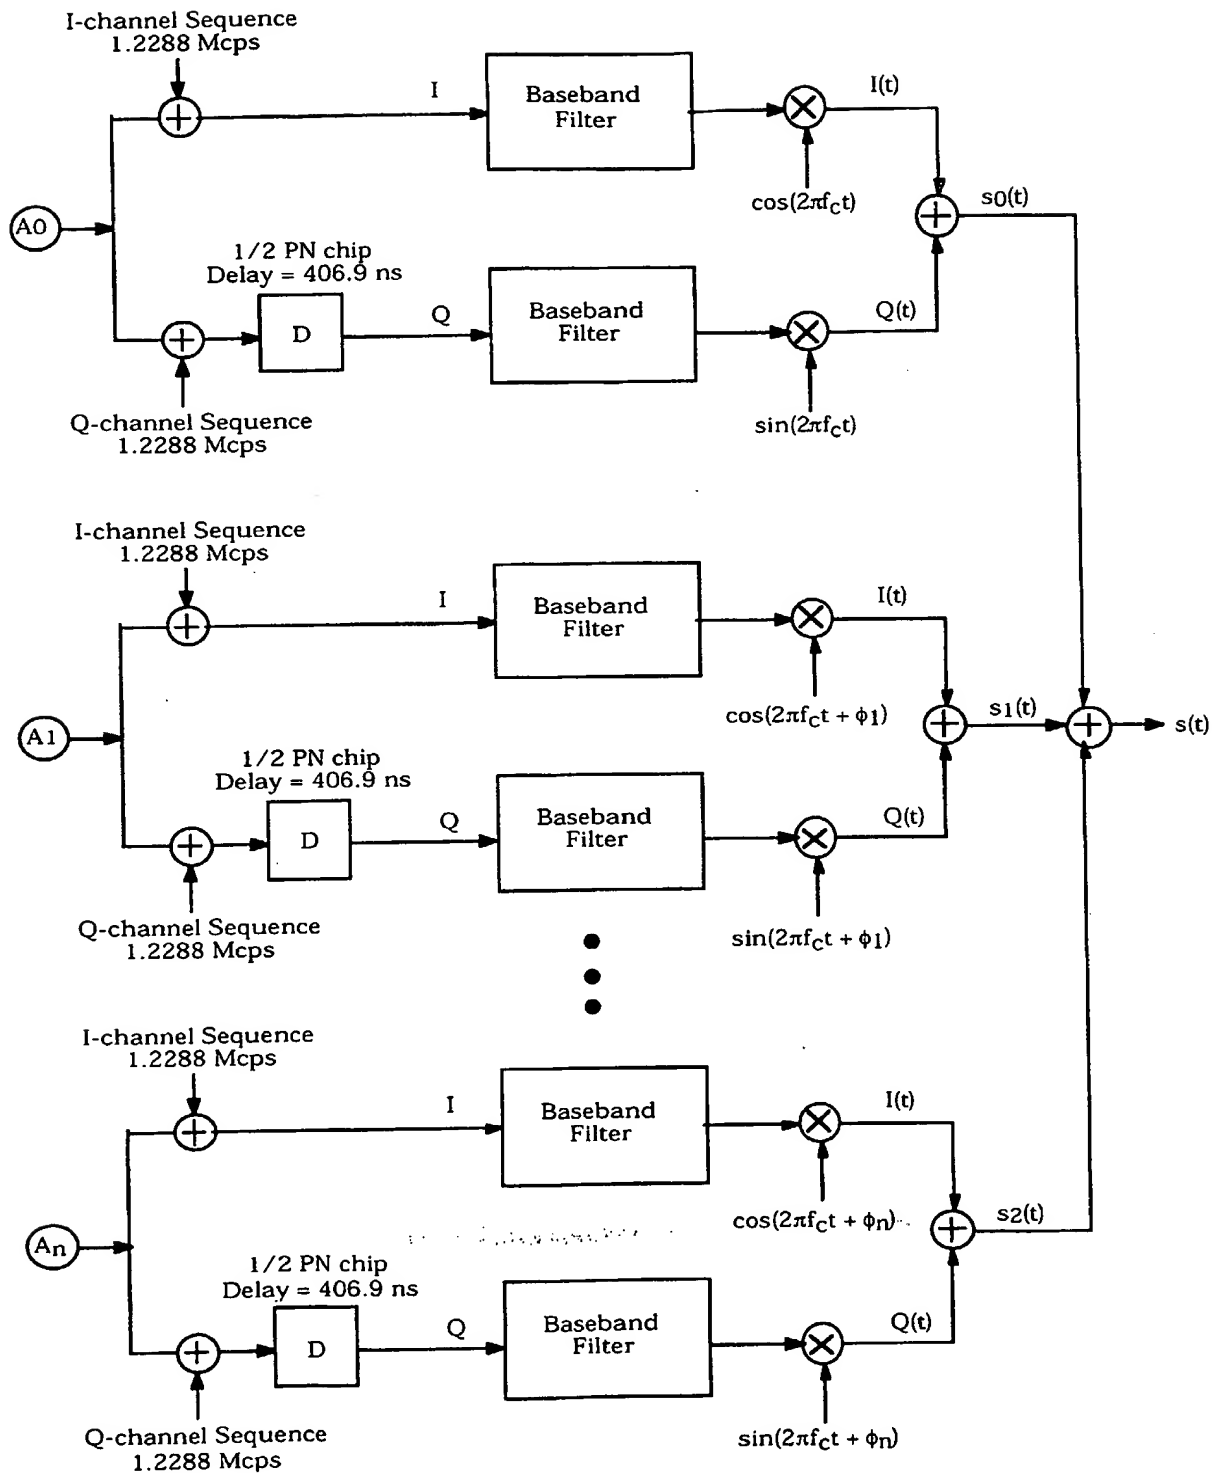 I-channel Sequence
1.2288 Mcps
I
Baseband
Filter
I(t)
cos(2πfct)
A0
s0(t)
1/2 PN chip
Delay = 406.9 ns
D
Q
Baseband
Filter
Q(t)
sin(2πfct)
Q-channel Sequence
1.2288 Mcps
I-channel Sequence
1.2288 Mcps
I
Baseband
Filter
I(t)
cos(2πfct + ϕ1)
A1
s1(t)
s(t)
1/2 PN chip
Delay = 406.9 ns
D
Q
Baseband
Filter
Q(t)
sin(2πfct + ϕ1)
Q-channel Sequence
1.2288 Mcps
I-channel Sequence
1.2288 Mcps
I
Baseband
Filter
I(t)
cos(2πfct + ϕn)
An
s2(t)
1/2 PN chip
Delay = 406.9 ns
D
Q
Baseband
Filter
Q(t)
sin(2πfct + ϕn)
Q-channel Sequence
1.2288 Mcps